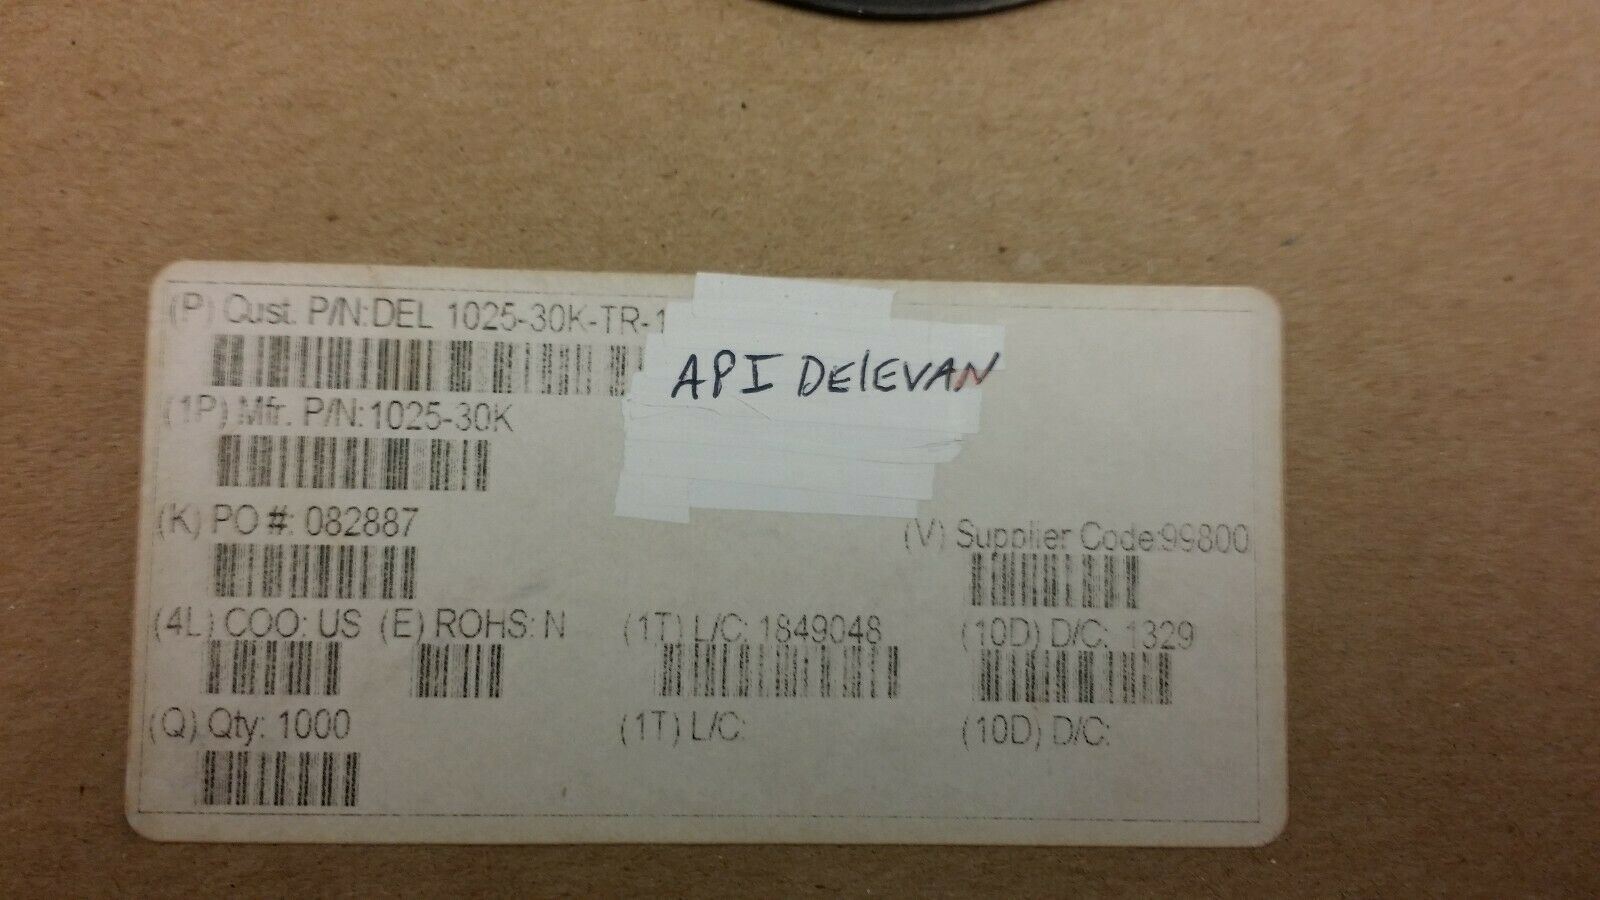 (P) Cust. P/N:DEL 1025-30K-TR-1
API DElEVAN
(1P) Mfr. P/N:1025-30K
(K) PO #: 082887
(V) Supplier Code:99800
(4L) COO: US (E) ROHS: N (1T) L/C: 1849048 (10D) D/C: 1329
(Q) Qty: 1000 (1T) L/C: (10D) D/C: